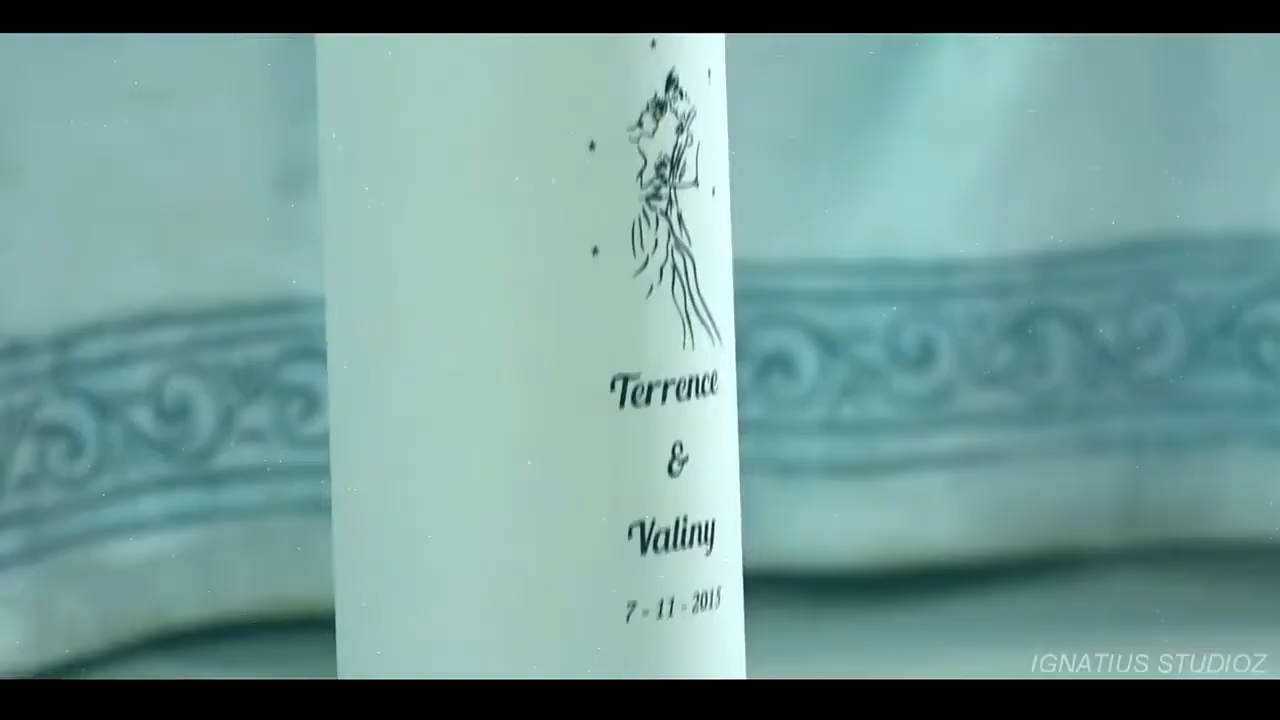 Terrence
&
Valiny
7 - 11 - 2015
IGNATIUS STUDIOZ